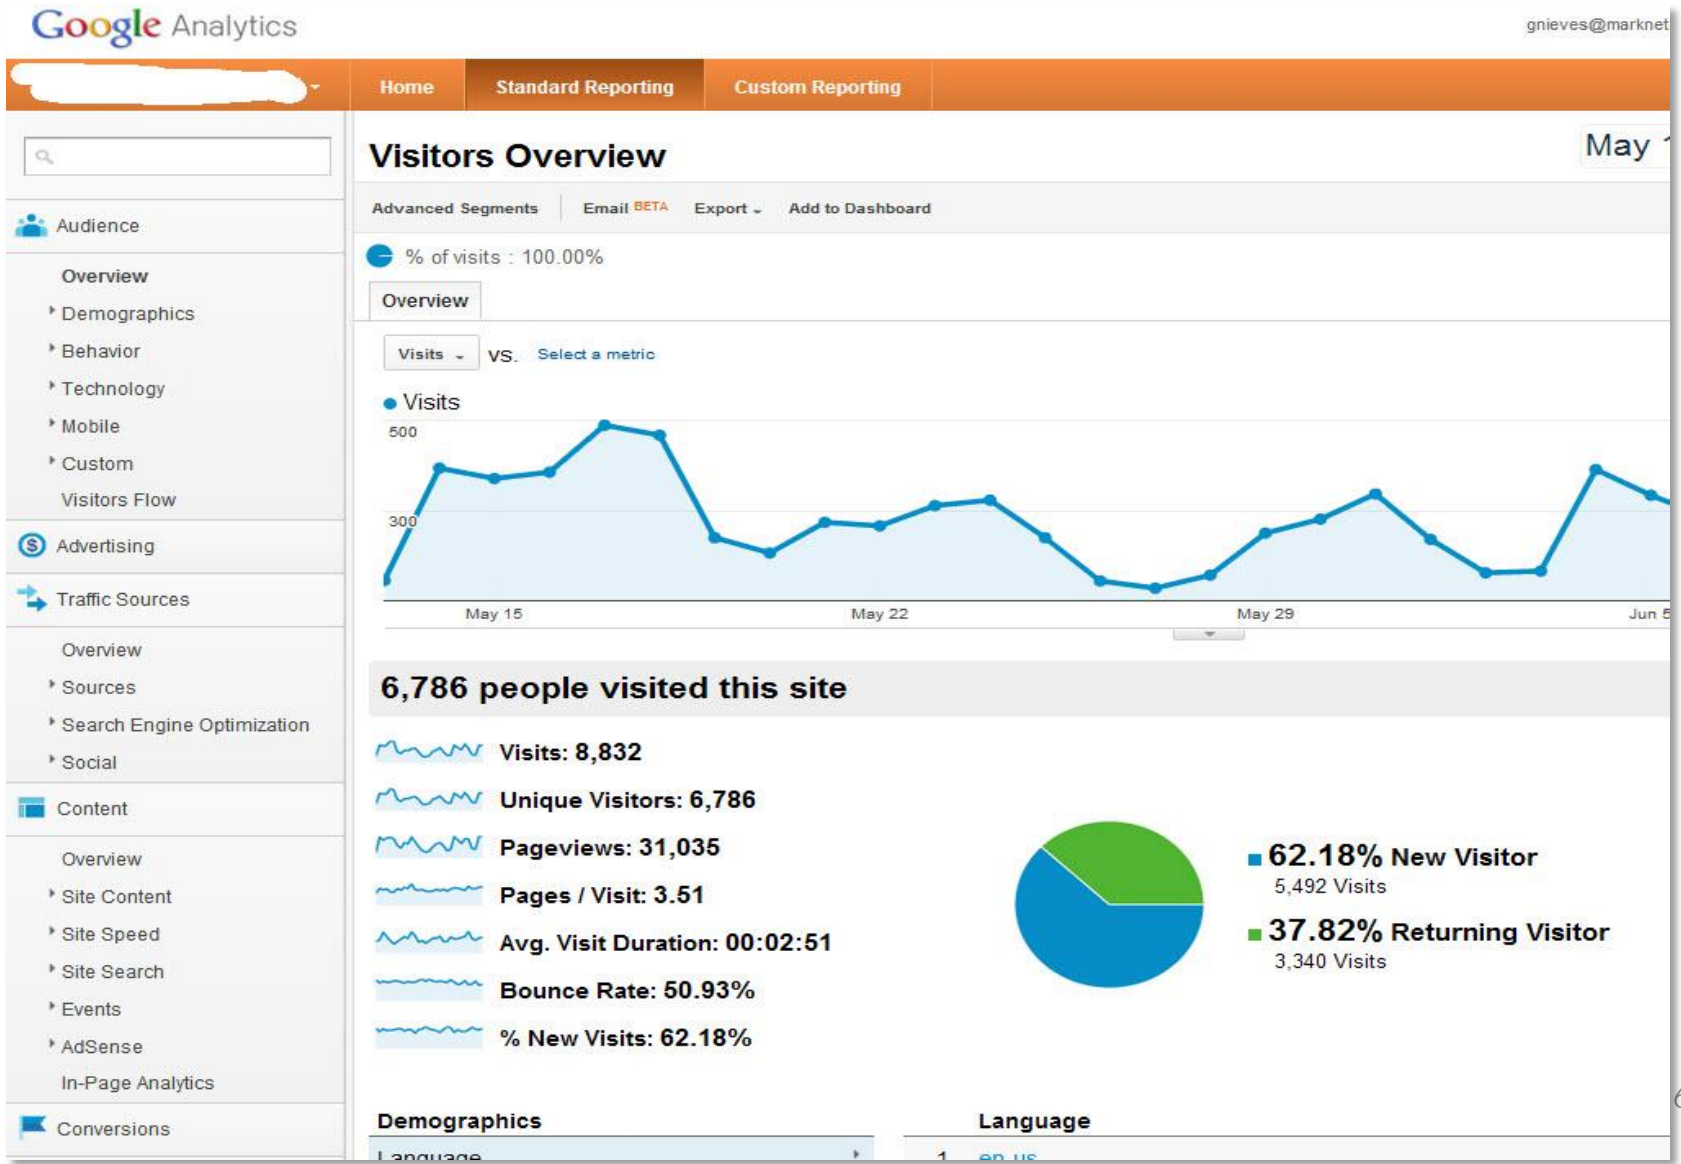 Google Analytics
gnieves@marknet
Home Standard Reporting Custom Reporting
Visitors Overview
May
Advanced Segments Email BETA Export Add to Dashboard
% of visits : 100.00%
Overview
Visits VS. Select a metric
Visits
500
300
May 15 May 22 May 29 Jun 5
6,786 people visited this site
Visits: 8,832
Unique Visitors: 6,786
Pageviews: 31,035
Pages / Visit: 3.51
Avg. Visit Duration: 00:02:51
Bounce Rate: 50.93%
% New Visits: 62.18%
62.18% New Visitor
5,492 Visits
37.82% Returning Visitor
3,340 Visits
Demographics
Language
Language
1 en-us
Audience
Overview
Demographics
Behavior
Technology
Mobile
Custom
Visitors Flow
Advertising
Traffic Sources
Overview
Sources
Search Engine Optimization
Social
Content
Overview
Site Content
Site Speed
Site Search
Events
AdSense
In-Page Analytics
Conversions